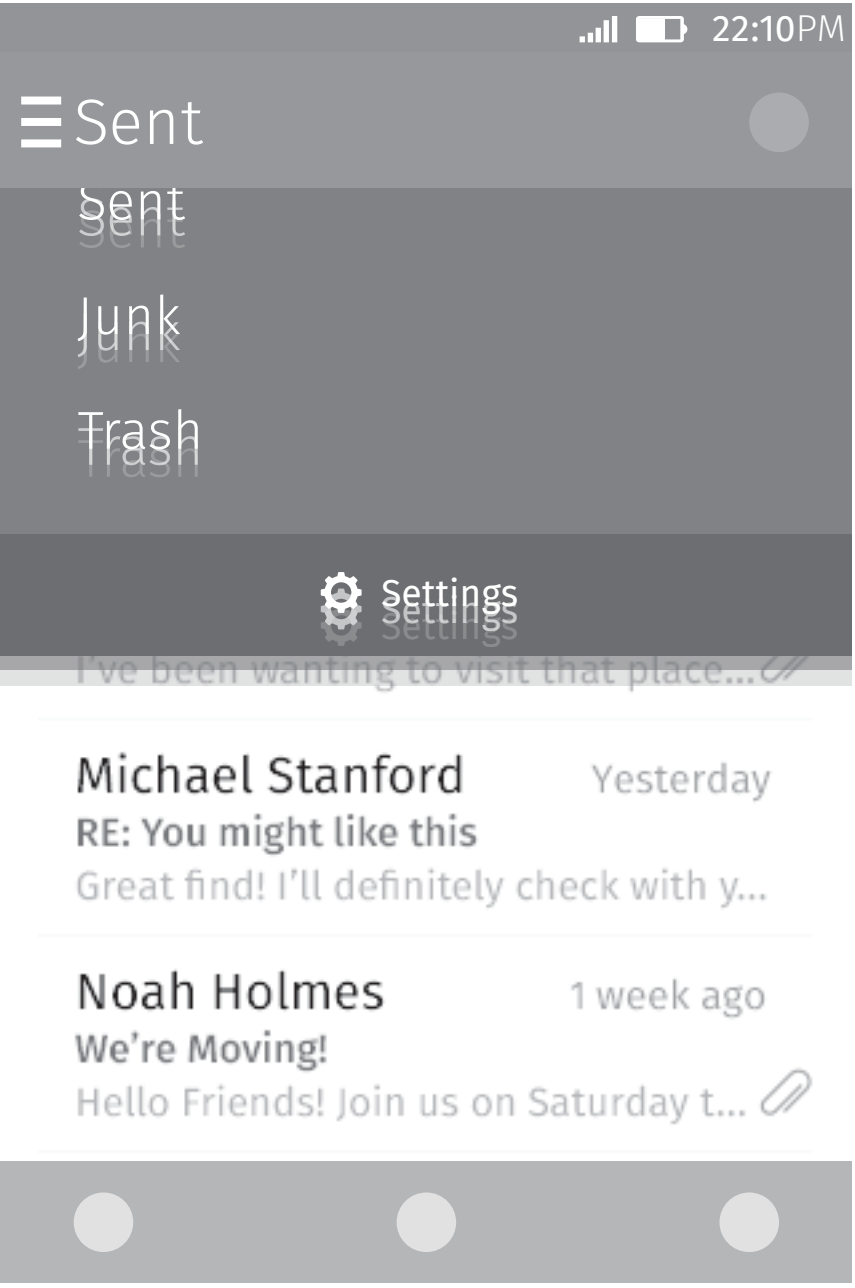 22:10PM
Sent
Sent
Junk
Trash
Settings
I’ve been wanting to visit that place...
Michael Stanford Yesterday
RE: You might like this
Great find! I’ll definitely check with y...
Noah Holmes 1 week ago
We’re Moving!
Hello Friends! Join us on Saturday t...